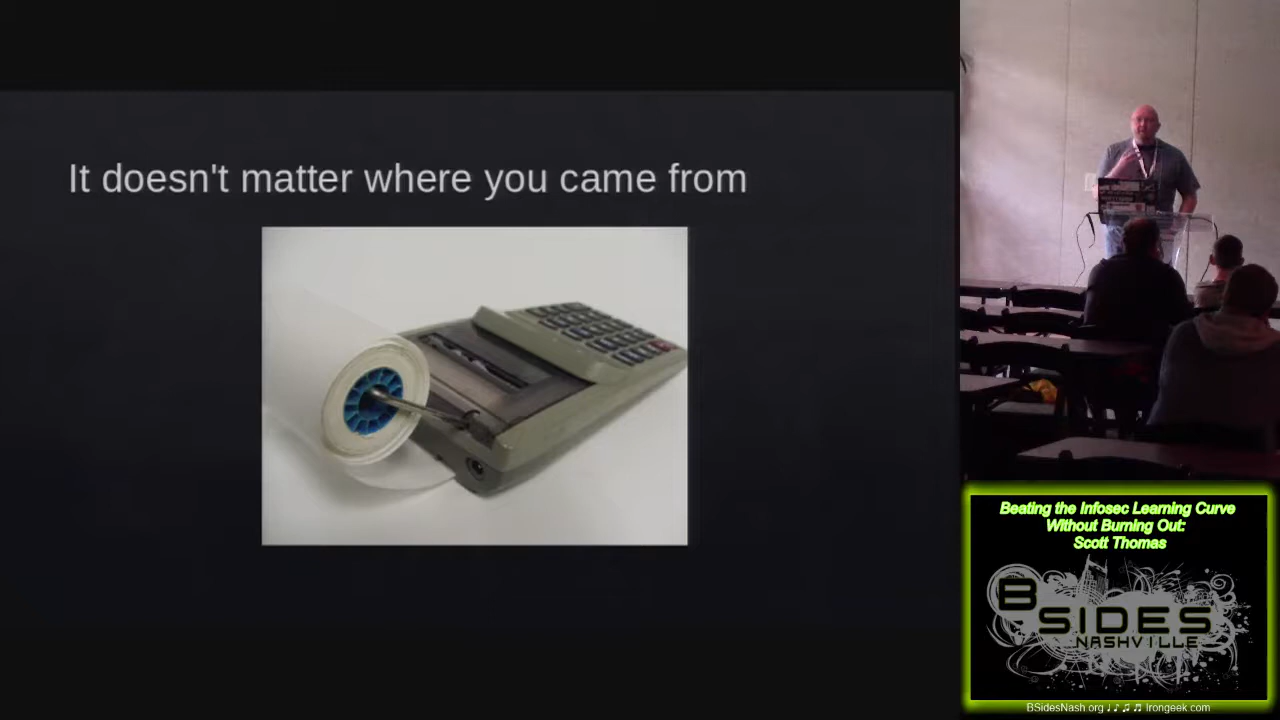 It doesn't matter where you came from
Beating the Infosec Learning Curve
Without Burning Out:
Scott Thomas
BSIDES
NASHVILLE
BSidesNash.org ♩ ♪ ♫ ♬ Irongeek.com